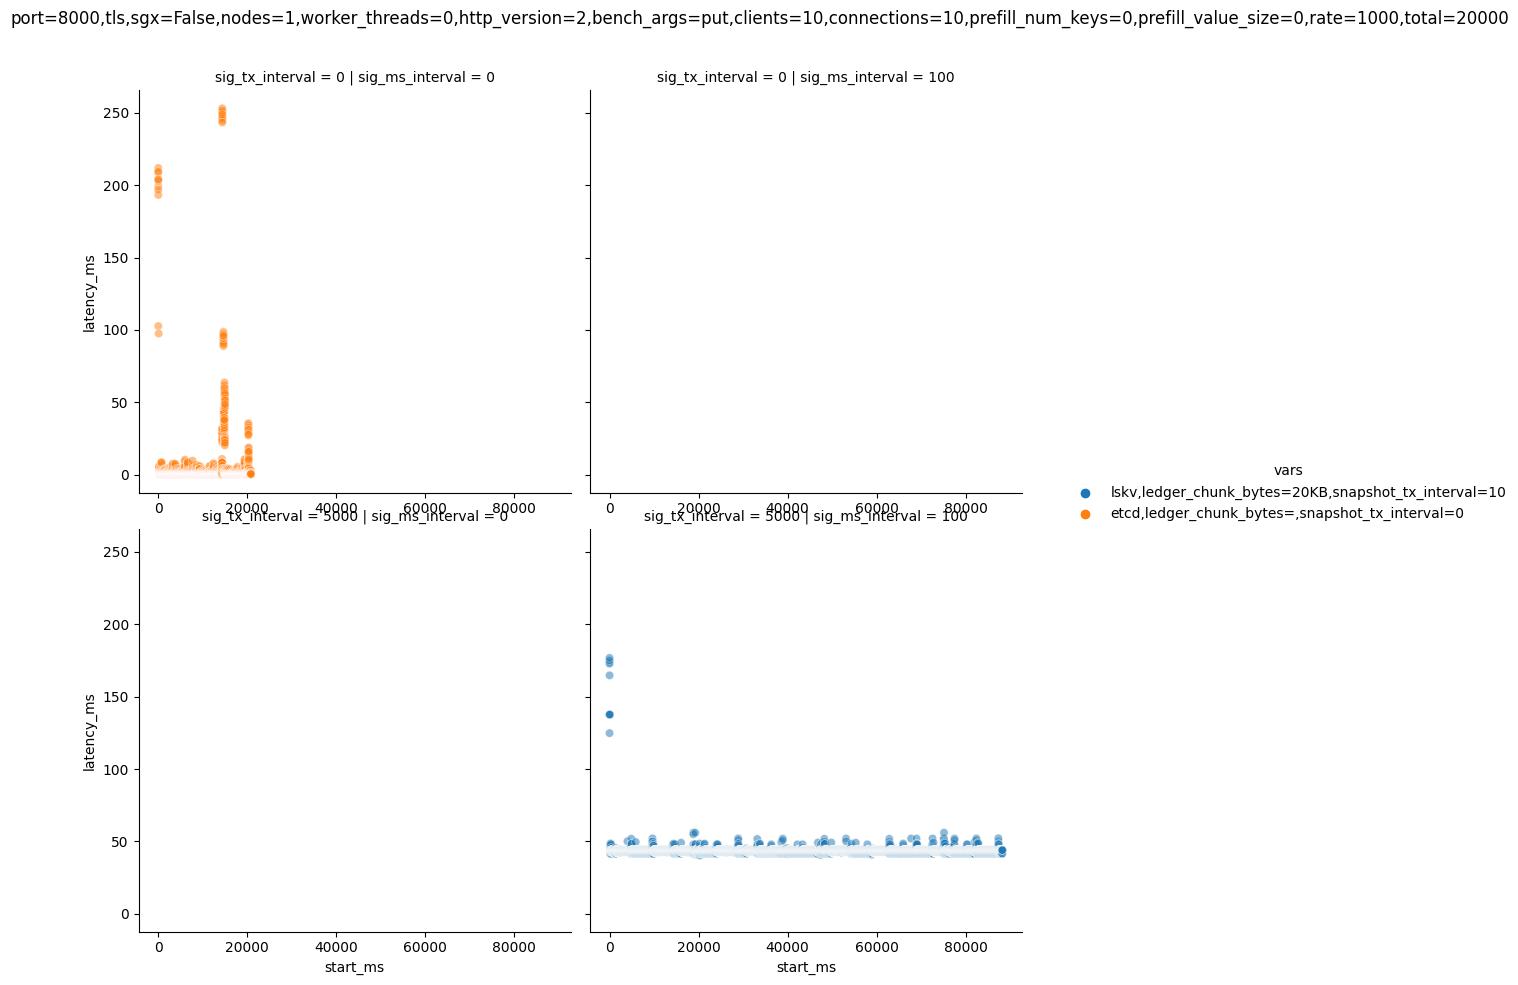 port=8000,tls,sgx=False,nodes=1,worker_threads=0,http_version=2,bench_args=put,clients=10,connections=10,prefill_num_keys=0,prefill_value_size=0,rate=1000,total=20000
sig_tx_interval = 0 | sig_ms_interval = 0
sig_tx_interval = 0 | sig_ms_interval = 100
250
200
150
100
50
0
latency_ms
0 20000 40000 60000 80000
0 20000 40000 60000 80000
vars
lskv,ledger_chunk_bytes=20KB,snapshot_tx_interval=10
etcd,ledger_chunk_bytes=,snapshot_tx_interval=0
sig_tx_interval = 5000 | sig_ms_interval = 0
sig_tx_interval = 5000 | sig_ms_interval = 100
250
200
150
100
50
0
latency_ms
0 20000 40000 60000 80000
0 20000 40000 60000 80000
start_ms
start_ms